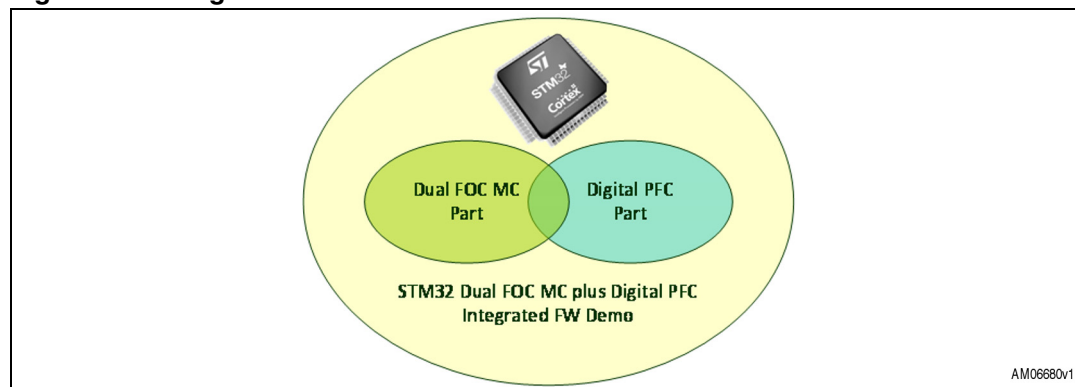 STM32
Cortex
Dual FOC MC
Part
Digital PFC
Part
STM32 Dual FOC MC plus Digital PFC
Integrated FW Demo
AM06680v1